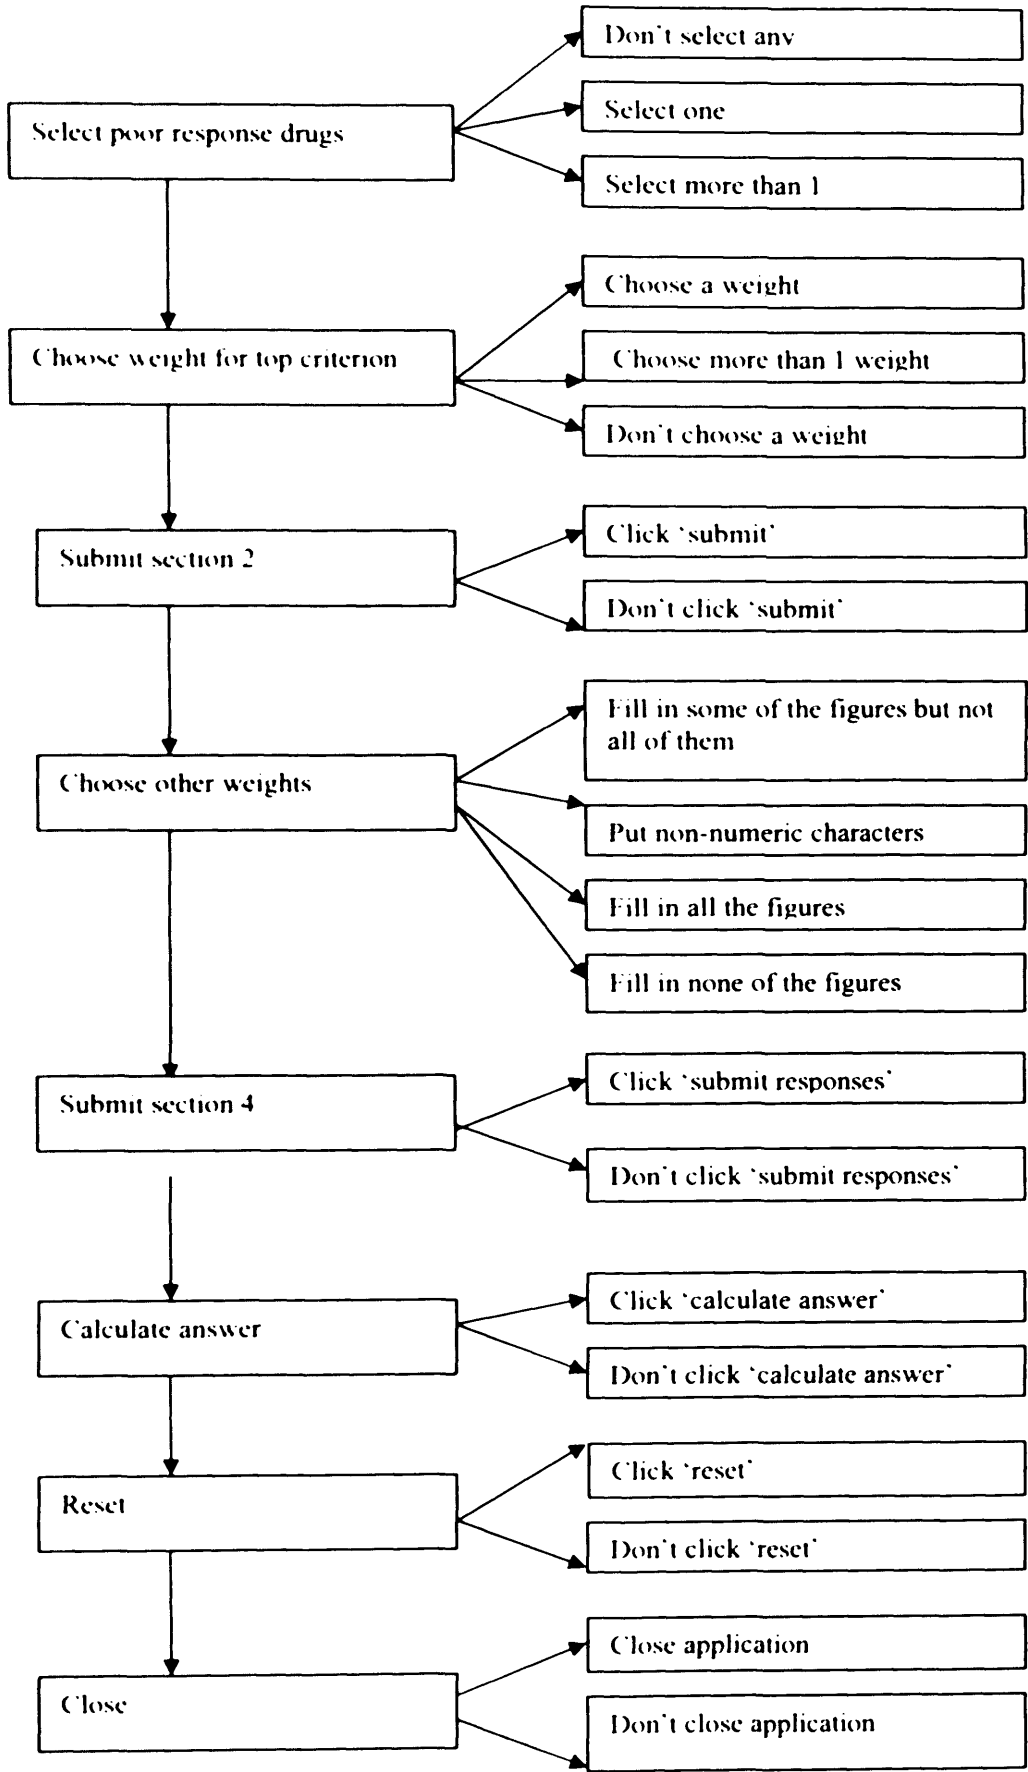 Don't select any
Select one
Select poor response drugs
Select more than 1
Choose a weight
Choose weight for top criterion
Choose more than 1 weight
Don't choose a weight
Click ‘submit’
Submit section 2
Don't click ‘submit’
Fill in some of the figures but not
all of them
Choose other weights
Put non-numeric characters
Fill in all the figures
Fill in none of the figures
Click ‘submit responses’
Submit section 4
Don't click ‘submit responses’
Click ‘calculate answer’
Calculate answer
Don't click ‘calculate answer’
Click ‘reset’
Reset
Don't click ‘reset’
Close application
Close
Don't close application